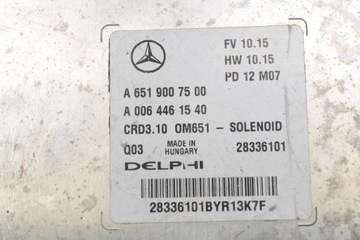 FV 10.15
HW 10.15
PD 12 M07
A 651 900 75 00
A 006 446 15 40
CRD3.10 OM651 - SOLENOID
Q03 MADE IN HUNGARY 28336101
DELPHI
28336101BYR13K7F